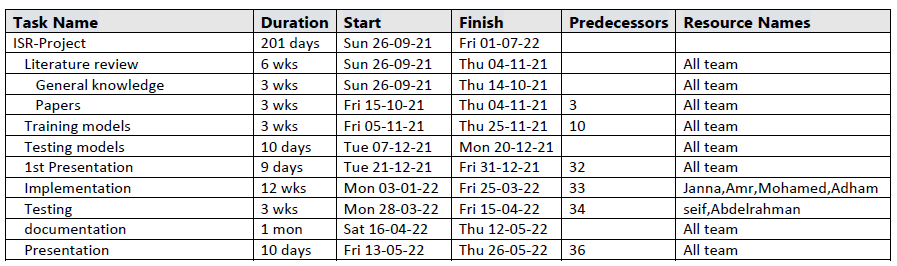 Task Name Duration Start Finish Predecessors Resource Names
ISR-Project 201 days Sun 26-09-21 Fri 01-07-22
Literature review 6 wks Sun 26-09-21 Thu 04-11-21 All team
General knowledge 3 wks Sun 26-09-21 Thu 14-10-21 All team
Papers 3 wks Fri 15-10-21 Thu 04-11-21 3 All team
Training models 3 wks Fri 05-11-21 Thu 25-11-21 10 All team
Testing models 10 days Tue 07-12-21 Mon 20-12-21 All team
1st Presentation 9 days Tue 21-12-21 Fri 31-12-21 32 All team
Implementation 12 wks Mon 03-01-22 Fri 25-03-22 33 Janna,Amr,Mohamed,Adham
Testing 3 wks Mon 28-03-22 Fri 15-04-22 34 seif,Abdelrahman
documentation 1 mon Sat 16-04-22 Thu 12-05-22 All team
Presentation 10 days Fri 13-05-22 Thu 26-05-22 36 All team